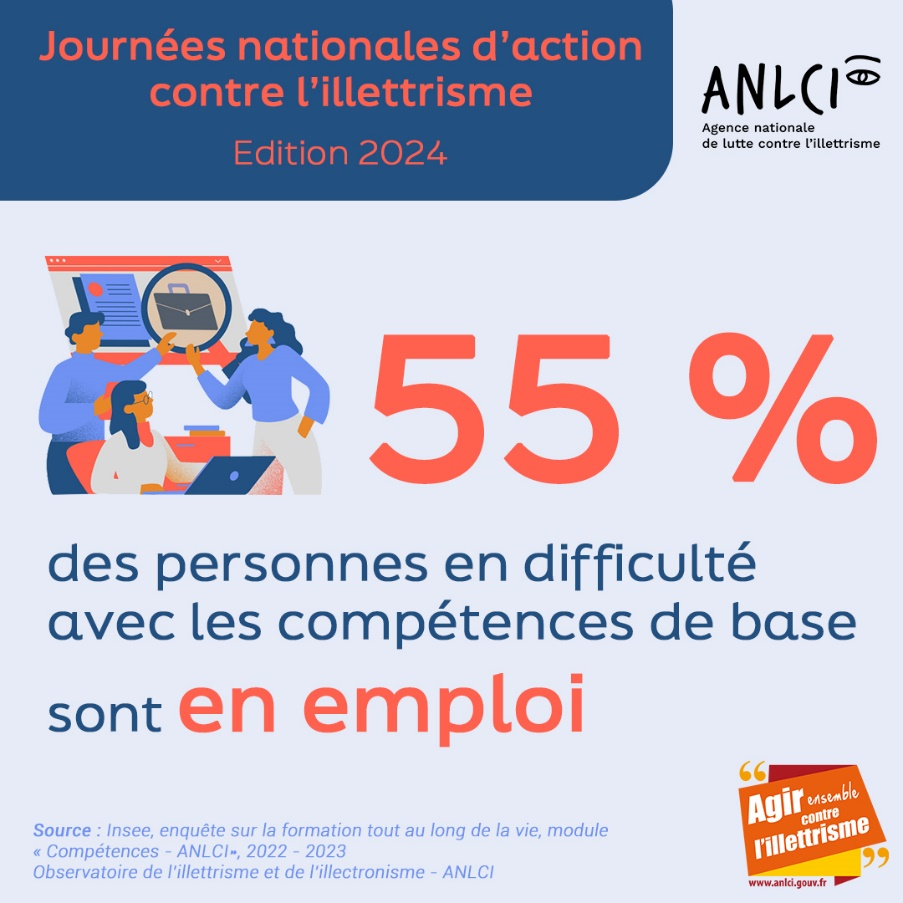 Journées nationales d'action
contre l'illettrisme
Edition 2024
ANLCI
Agence nationale
de lutte contre l'illettrisme
55 %
des personnes en difficulté
avec les compétences de base
sont en emploi
Source : Insee, enquête sur la formation tout au long de la vie, module
« Compétences - ANLCI», 2022 - 2023
Observatoire de l'illettrisme et de l'illectronisme - ANLCI
“ Agir ensemble
contre
l'illettrisme ”
www.anlci.gouv.fr